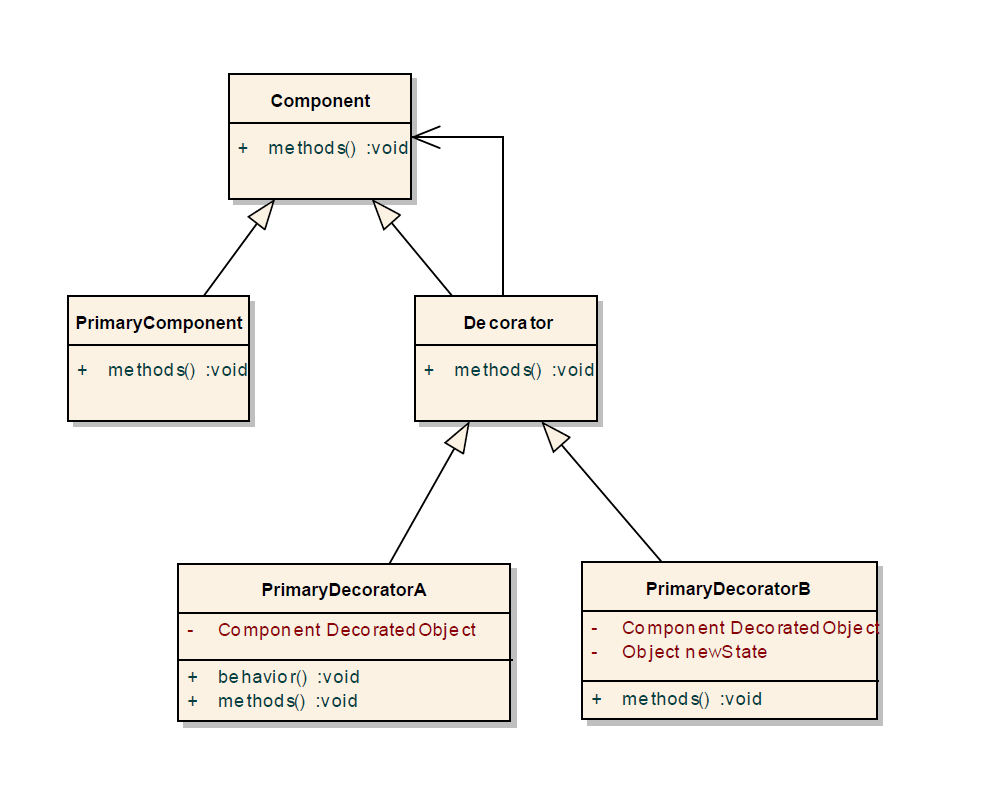 Component
+ methods() :void
PrimaryComponent
+ methods() :void
Decorator
+ methods() :void
PrimaryDecoratorA
- Component DecoratedObject
+ behavior() :void
+ methods() :void
PrimaryDecoratorB
- Component DecoratedObject
- Object newState
+ methods() :void